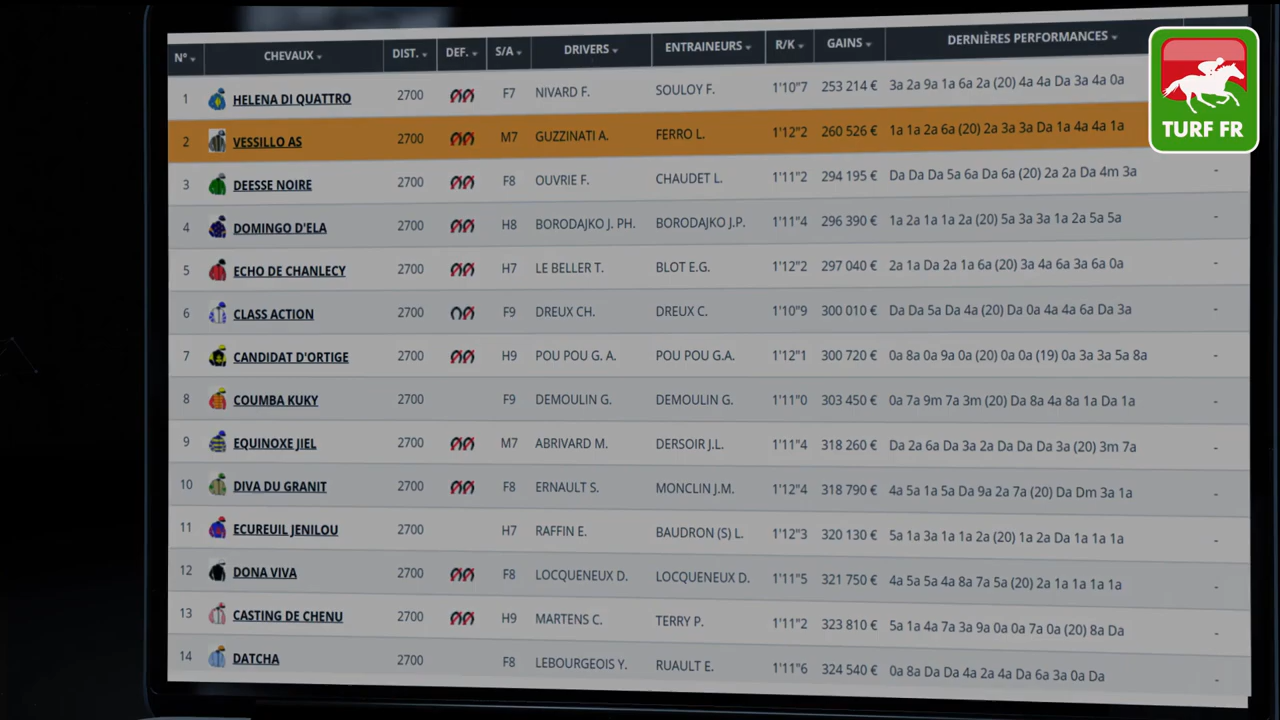 N° CHEVAUX DIST. DEF. S/A DRIVERS ENTRAINEURS R/K GAINS DERNIÈRES PERFORMANCES
1 HELENA DI QUATTRO 2700 F7 NIVARD F. SOULOY F. 1'10"7 253 214 € 3a 2a 9a 1a 6a 2a (20) 4a 4a Da 3a 4a 0a
2 VESSILLO AS 2700 M7 GUZZINATI A. FERRO L. 1'12"2 260 526 € 1a 1a 2a 6a (20) 2a 3a 3a Da 1a 4a 4a 1a
3 DEESSE NOIRE 2700 F8 OUVRIE F. CHAUDET L. 1'11"2 294 195 € Da Da Da 5a 6a Da 6a (20) 2a 2a Da 4m 3a -
4 DOMINGO D'ELA 2700 H8 BORODAJKO J. PH. BORODAJKO J.P. 1'11"4 296 390 € 1a 2a 1a 1a 2a (20) 5a 3a 3a 1a 2a 5a 5a -
5 ECHO DE CHANLECY 2700 H7 LE BELLER T. BLOT E.G. 1'12"2 297 040 € 2a 1a Da 2a 1a 6a (20) 3a 4a 6a 3a 6a 0a -
6 CLASS ACTION 2700 F9 DREUX CH. DREUX C. 1'10"9 300 010 € Da Da 5a Da 4a (20) Da 0a 4a 4a 6a Da 3a -
7 CANDIDAT D'ORTIGE 2700 H9 POU POU G. A. POU POU G.A. 1'12"1 300 720 € 0a 8a 0a 9a 0a (20) 0a 0a (19) 0a 3a 3a 5a 8a -
8 COUMBA KUKY 2700 F9 DEMOULIN G. DEMOULIN G. 1'11"0 303 450 € 0a 7a 9m 7a 3m (20) Da 8a 4a 8a 1a Da 1a -
9 EQUINOXE JIEL 2700 M7 ABRIVARD M. DERSOIR J.L. 1'11"4 318 260 € Da 2a 6a Da 3a 2a Da Da Da 3a (20) 3m 7a -
10 DIVA DU GRANIT 2700 F8 ERNAULT S. MONCLIN J.M. 1'12"4 318 790 € 4a 5a 1a 5a Da 9a 2a 7a (20) Da Dm 3a 1a -
11 ECUREUIL JENILOU 2700 H7 RAFFIN E. BAUDRON (S) L. 1'12"3 320 130 € 5a 1a 3a 1a 1a 2a (20) 1a 2a Da 1a 1a 1a -
12 DONA VIVA 2700 F8 LOCQUENEUX D. LOCQUENEUX D. 1'11"5 321 750 € 4a 5a 5a 4a 8a 7a 5a (20) 2a 1a 1a 1a 1a -
13 CASTING DE CHENU 2700 H9 MARTENS C. TERRY P. 1'11"2 323 810 € 5a 1a 4a 7a 3a 9a 0a 0a 7a 0a (20) 8a Da -
14 DATCHA 2700 F8 LEBOURGEOIS Y. RUAULT E. 1'11"6 324 540 € 0a 8a Da Da 4a 2a 4a Da 6a 3a 0a Da -
TURF FR